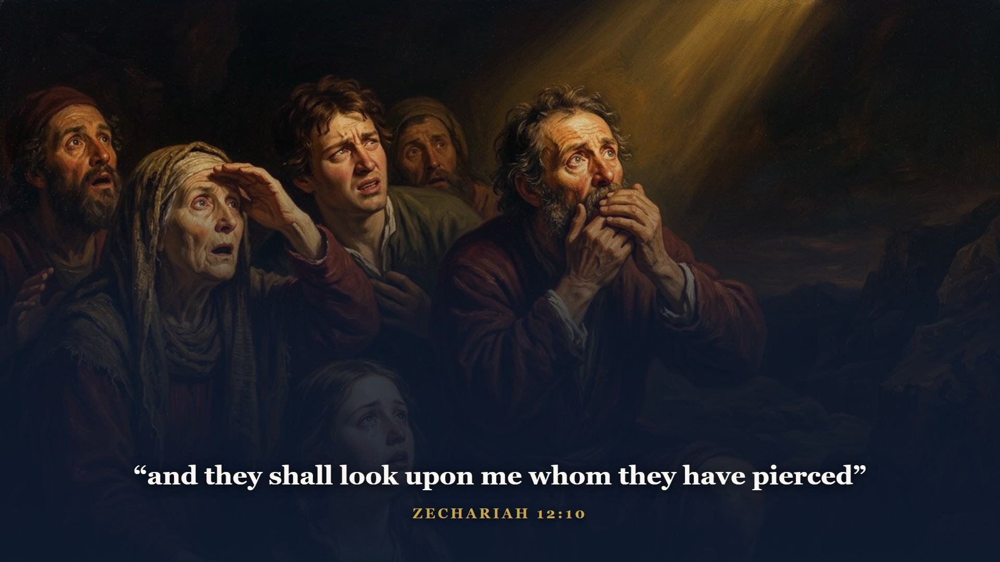 “and they shall look upon me whom they have pierced”
ZECHARIAH 12:10